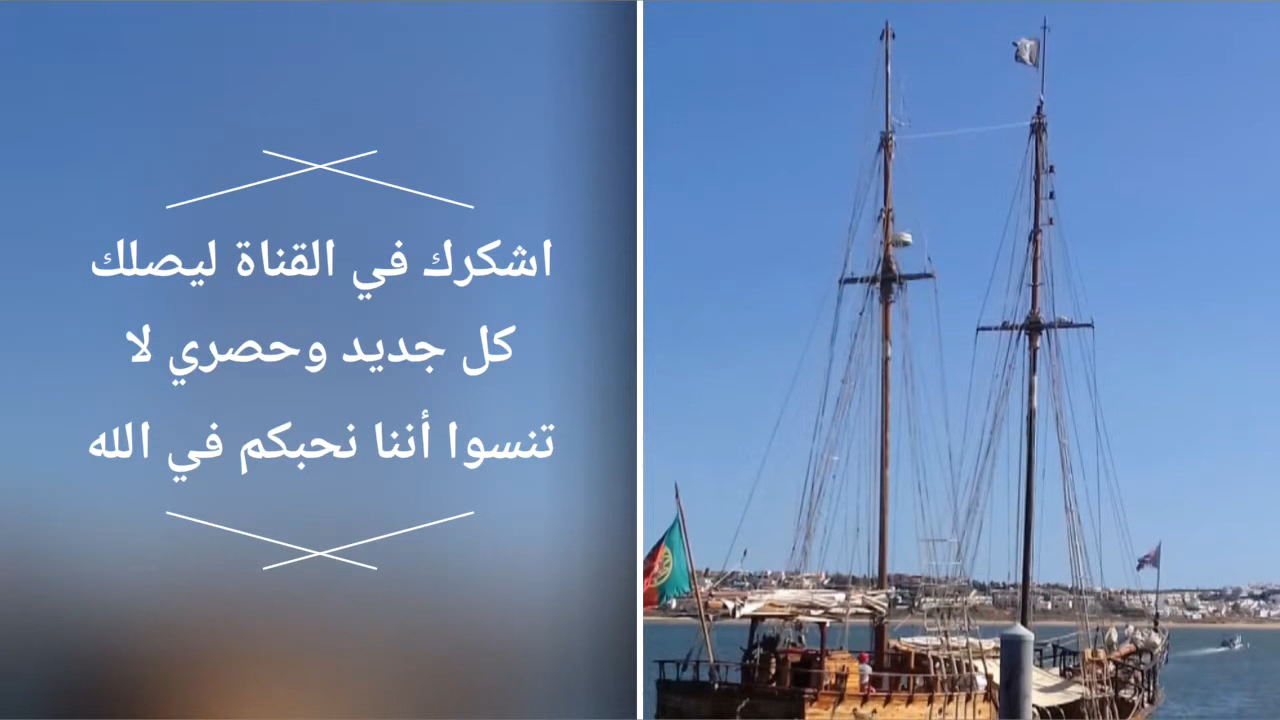 اشكرك في القناة ليصلك
كل جديد وحصري لا
تنسوا أننا نحبكم في الله